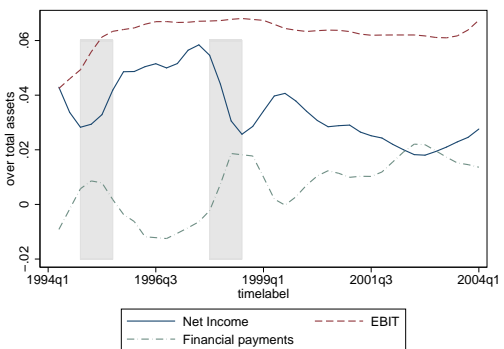 over total assets
.06
.04
.02
0
-.02
1994q1 1996q3 1999q1 2001q3 2004q1
timelabel
Net Income EBIT
Financial payments